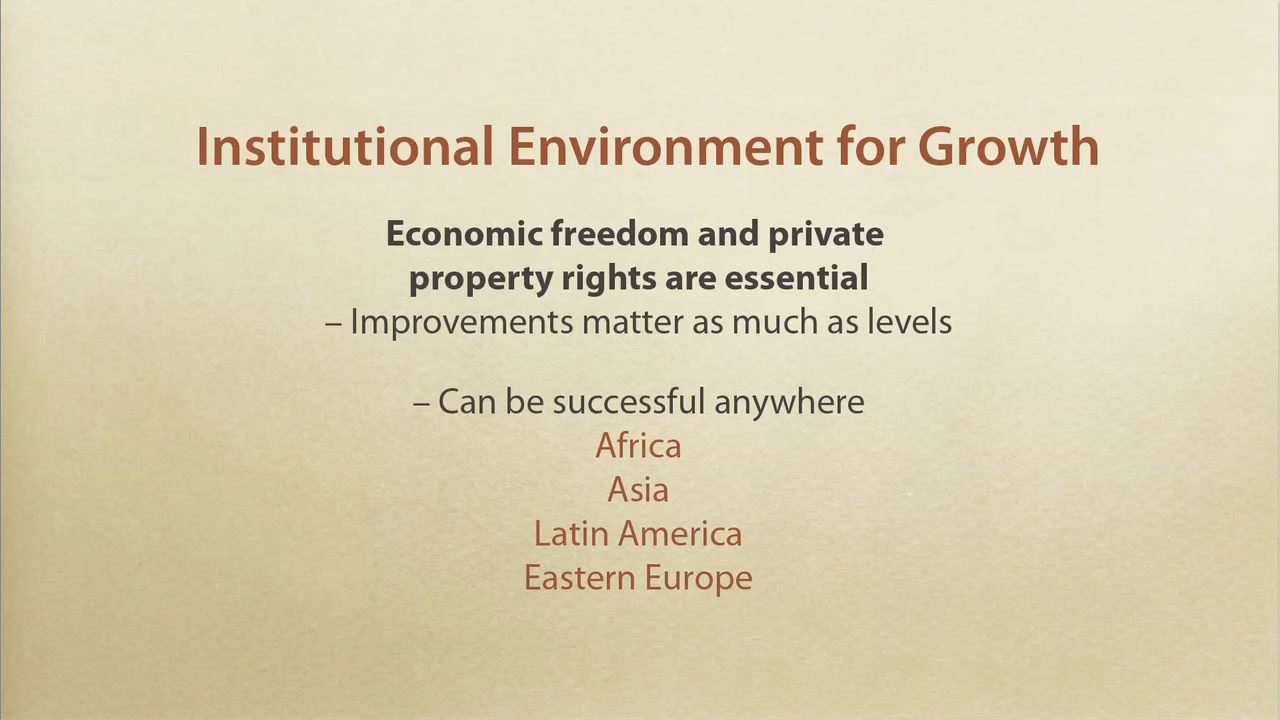 Institutional Environment for Growth
Economic freedom and private
property rights are essential
– Improvements matter as much as levels
– Can be successful anywhere
Africa
Asia
Latin America
Eastern Europe